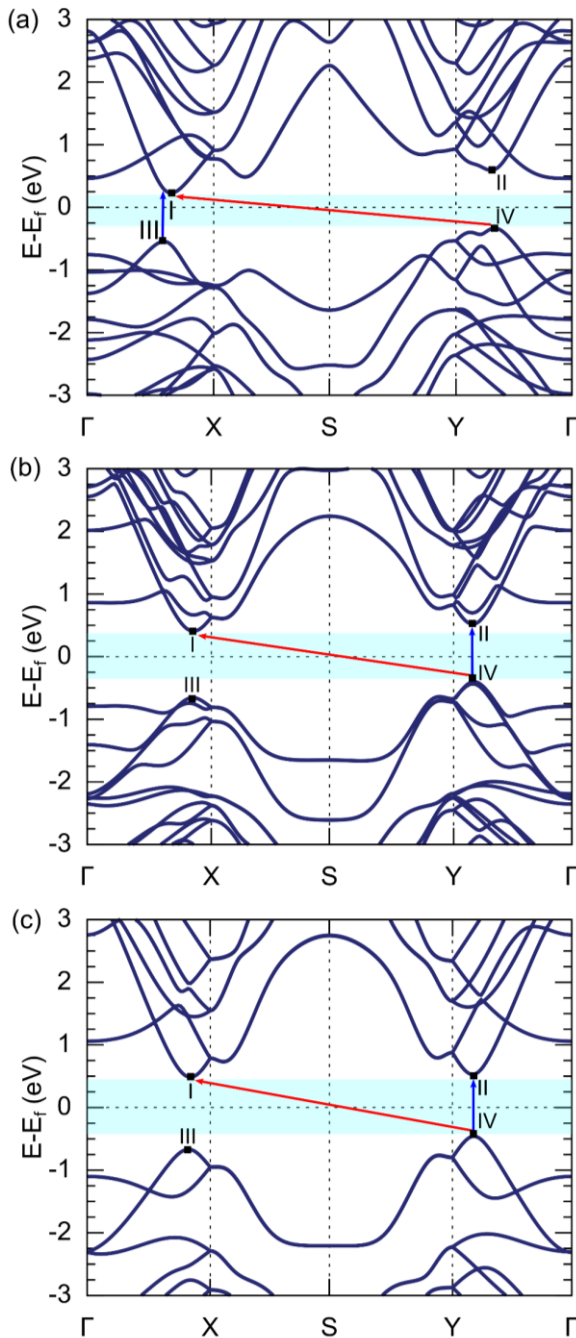 (a)
3
2
1
0
-1
-2
-3
E-E_f (eV)
I
II
III
IV
Γ X S Y Γ
(b)
3
2
1
0
-1
-2
-3
E-E_f (eV)
I
II
III
IV
Γ X S Y Γ
(c)
3
2
1
0
-1
-2
-3
E-E_f (eV)
I
II
III
IV
Γ X S Y Γ